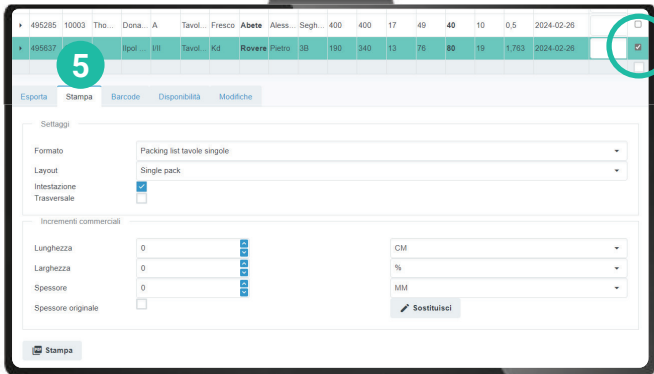 495285 10003 Tho... Dona... A Tavol... Fresco Abete Aless... Segh... 400 400 17 49 40 10 0,5 2024-02-26
495637 Ilpol ... I/II Tavol... Kd Rovere Pietro 3B 190 340 13 76 80 19 1,763 2024-02-26
5
Esporta Stampa Barcode Disponibilità Modifiche
Settaggi
Formato Packing list tavole singole
Layout Single pack
Intestazione
Trasversale
Incrementi commerciali
Lunghezza 0 CM
Larghezza 0 %
Spessore 0 MM
Spessore originale Sostituisci
Stampa